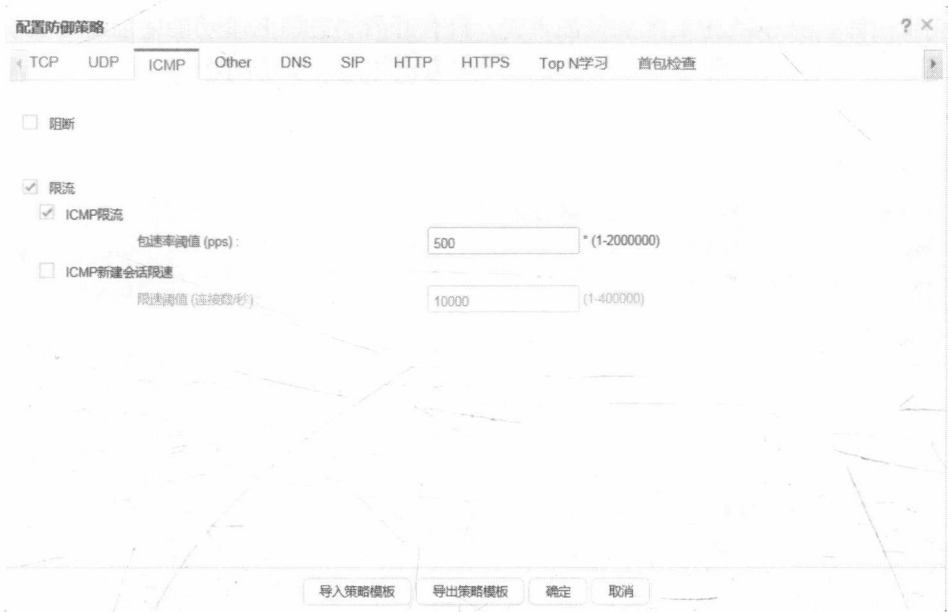 配置防御策略 ? ×
TCP UDP ICMP Other DNS SIP HTTP HTTPS Top N学习 首包检查
阻断
限流
ICMP限流
包速率阈值 (pps) : 500 * (1-2000000)
ICMP新建会话限速
限速阈值 (连接数/秒) : 10000 (1-400000)
导入策略模板 导出策略模板 确定 取消